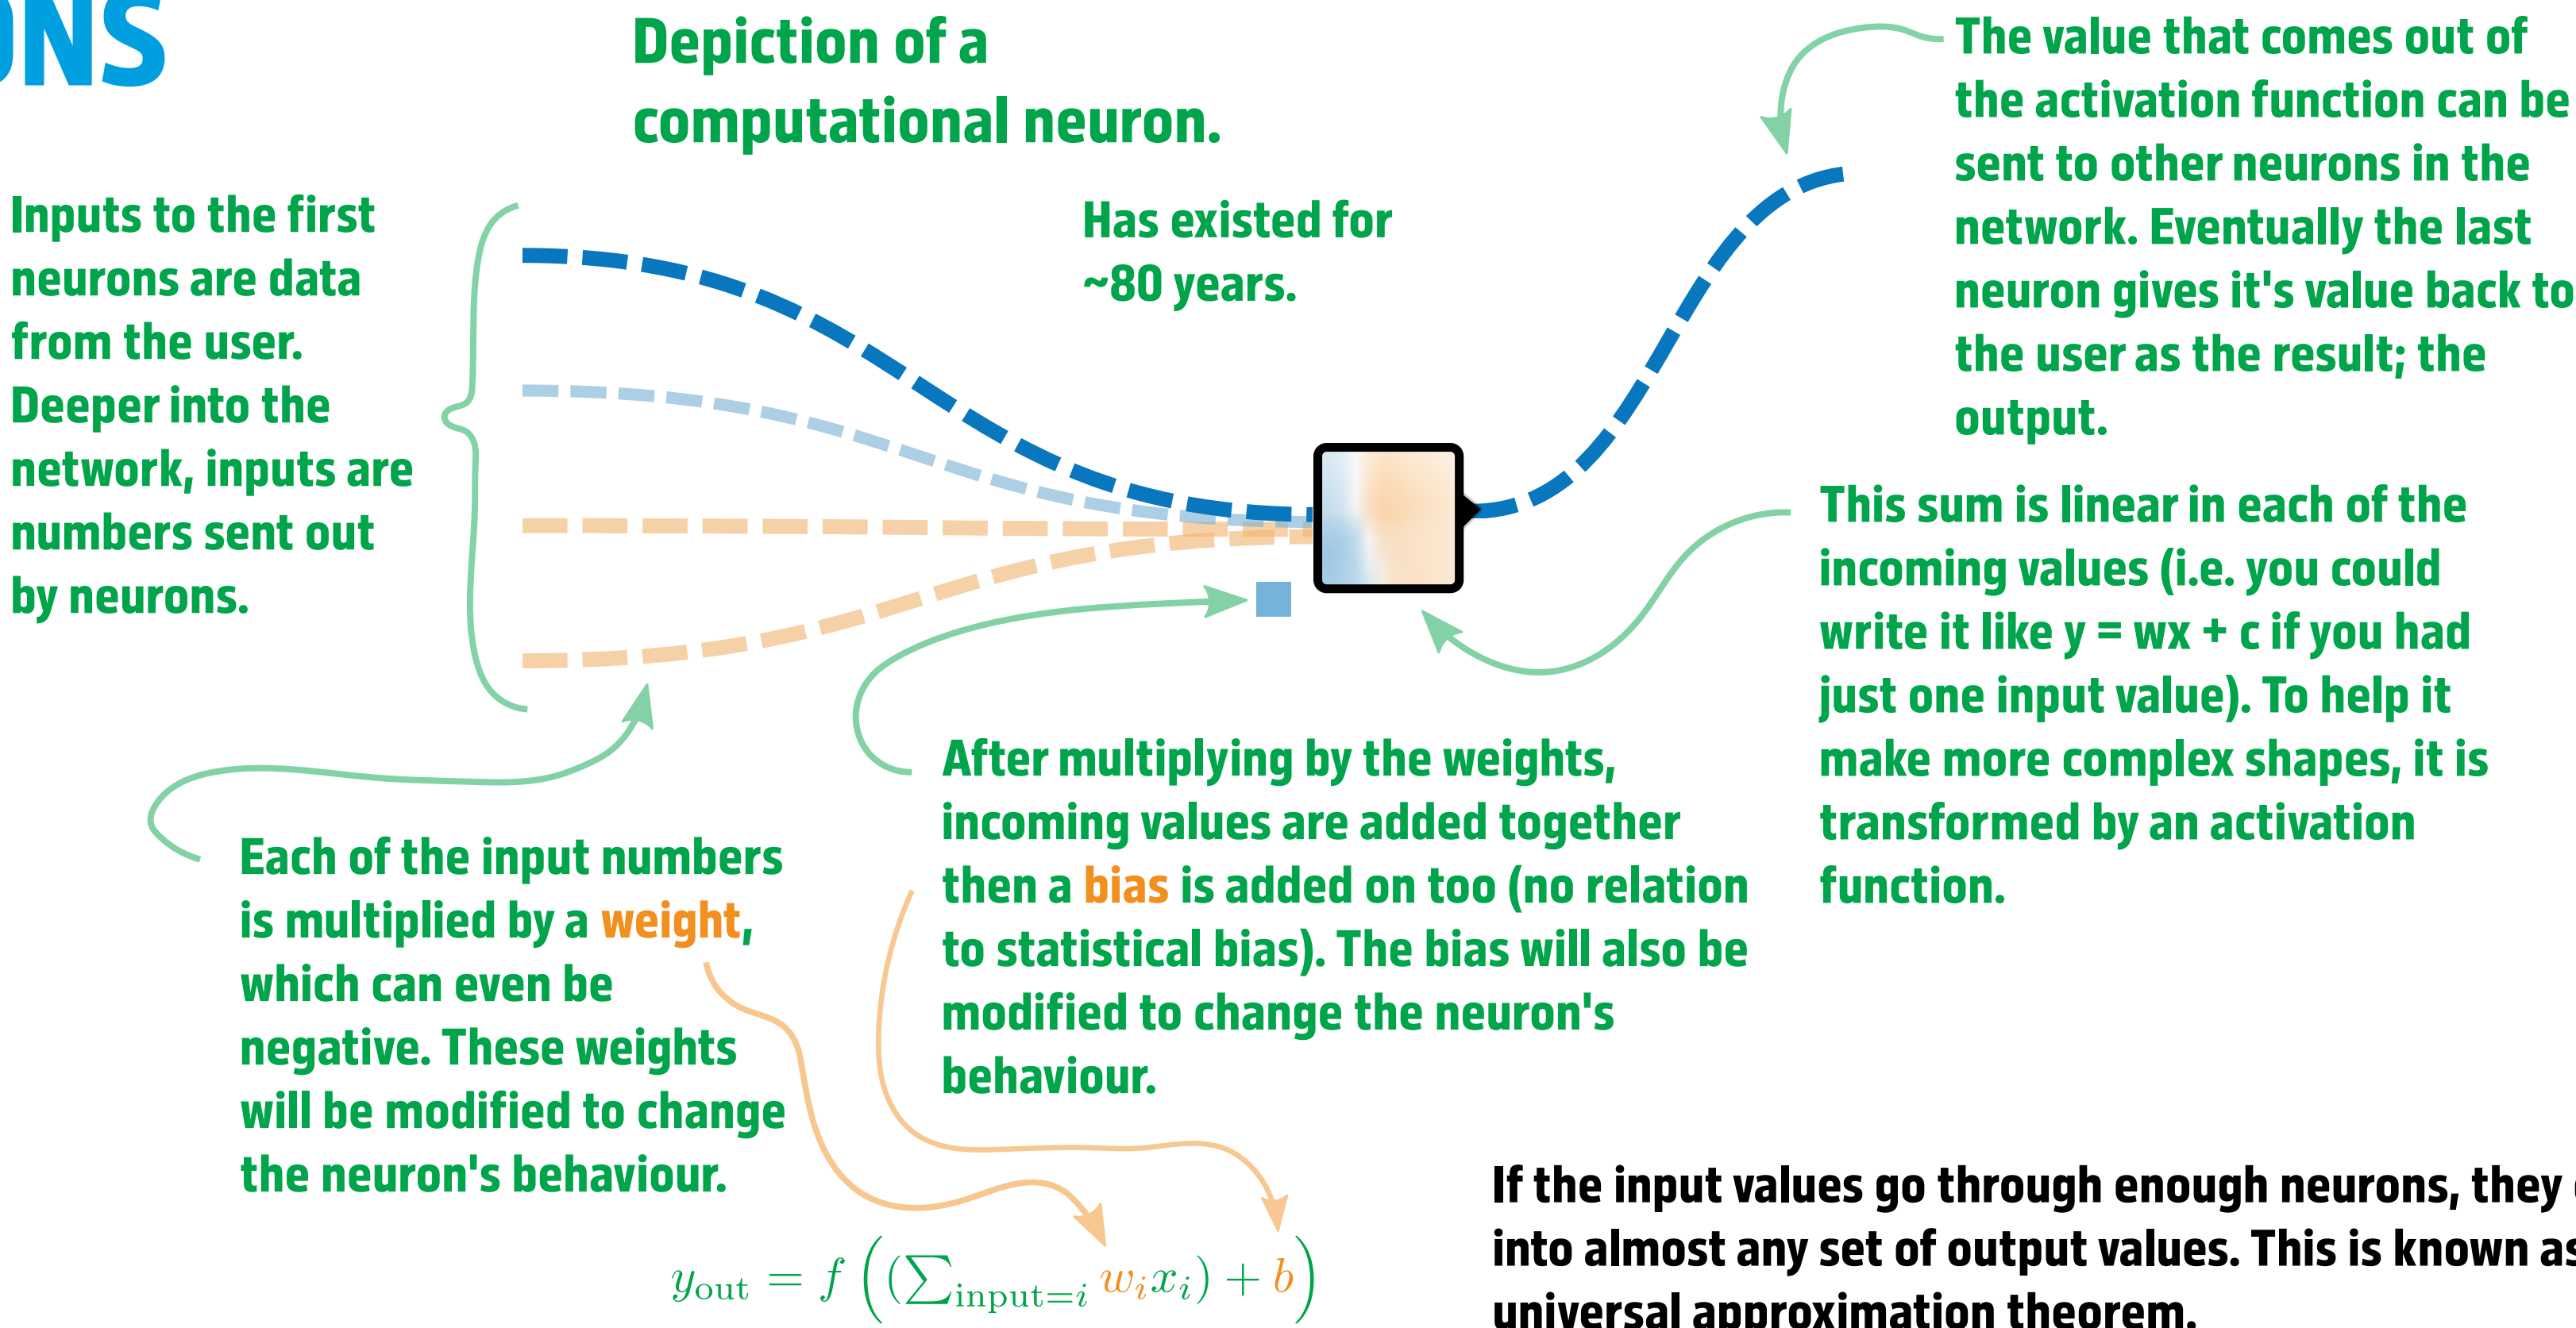 ONS
Depiction of a
computational neuron.
Has existed for
~80 years.
Inputs to the first
neurons are data
from the user.
Deeper into the
network, inputs are
numbers sent out
by neurons.
The value that comes out of
the activation function can be
sent to other neurons in the
network. Eventually the last
neuron gives it's value back to
the user as the result; the
output.
This sum is linear in each of the
incoming values (i.e. you could
write it like y = wx + c if you had
just one input value). To help it
make more complex shapes, it is
transformed by an activation
function.
Each of the input numbers
is multiplied by a weight,
which can even be
negative. These weights
will be modified to change
the neuron's behaviour.
After multiplying by the weights,
incoming values are added together
then a bias is added on too (no relation
to statistical bias). The bias will also be
modified to change the neuron's
behaviour.
y_out = f ((∑_input=i w_i x_i) + b)
If the input values go through enough neurons, they
into almost any set of output values. This is known as
universal approximation theorem.